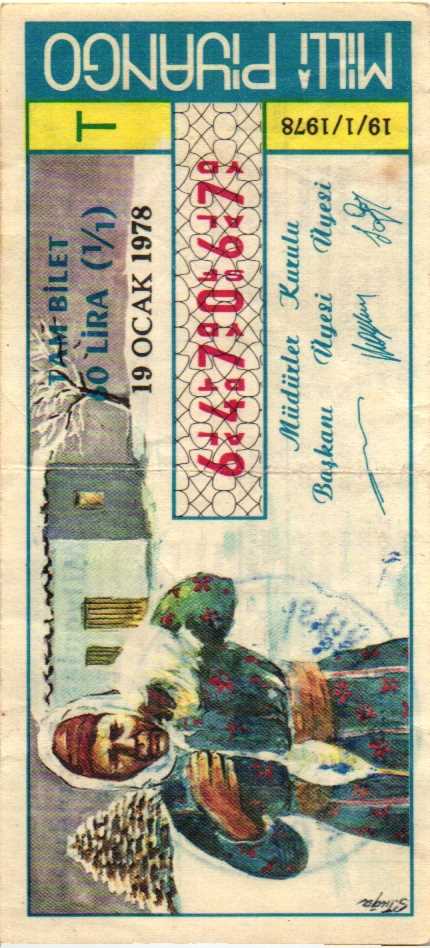 MİLLİ PİYANGO
19/1/1978
T
TAM BİLET
50 LİRA (1/1)
19 OCAK 1978
647067
Müdürler Kurulu
Başkanı Üyesi Üyesi